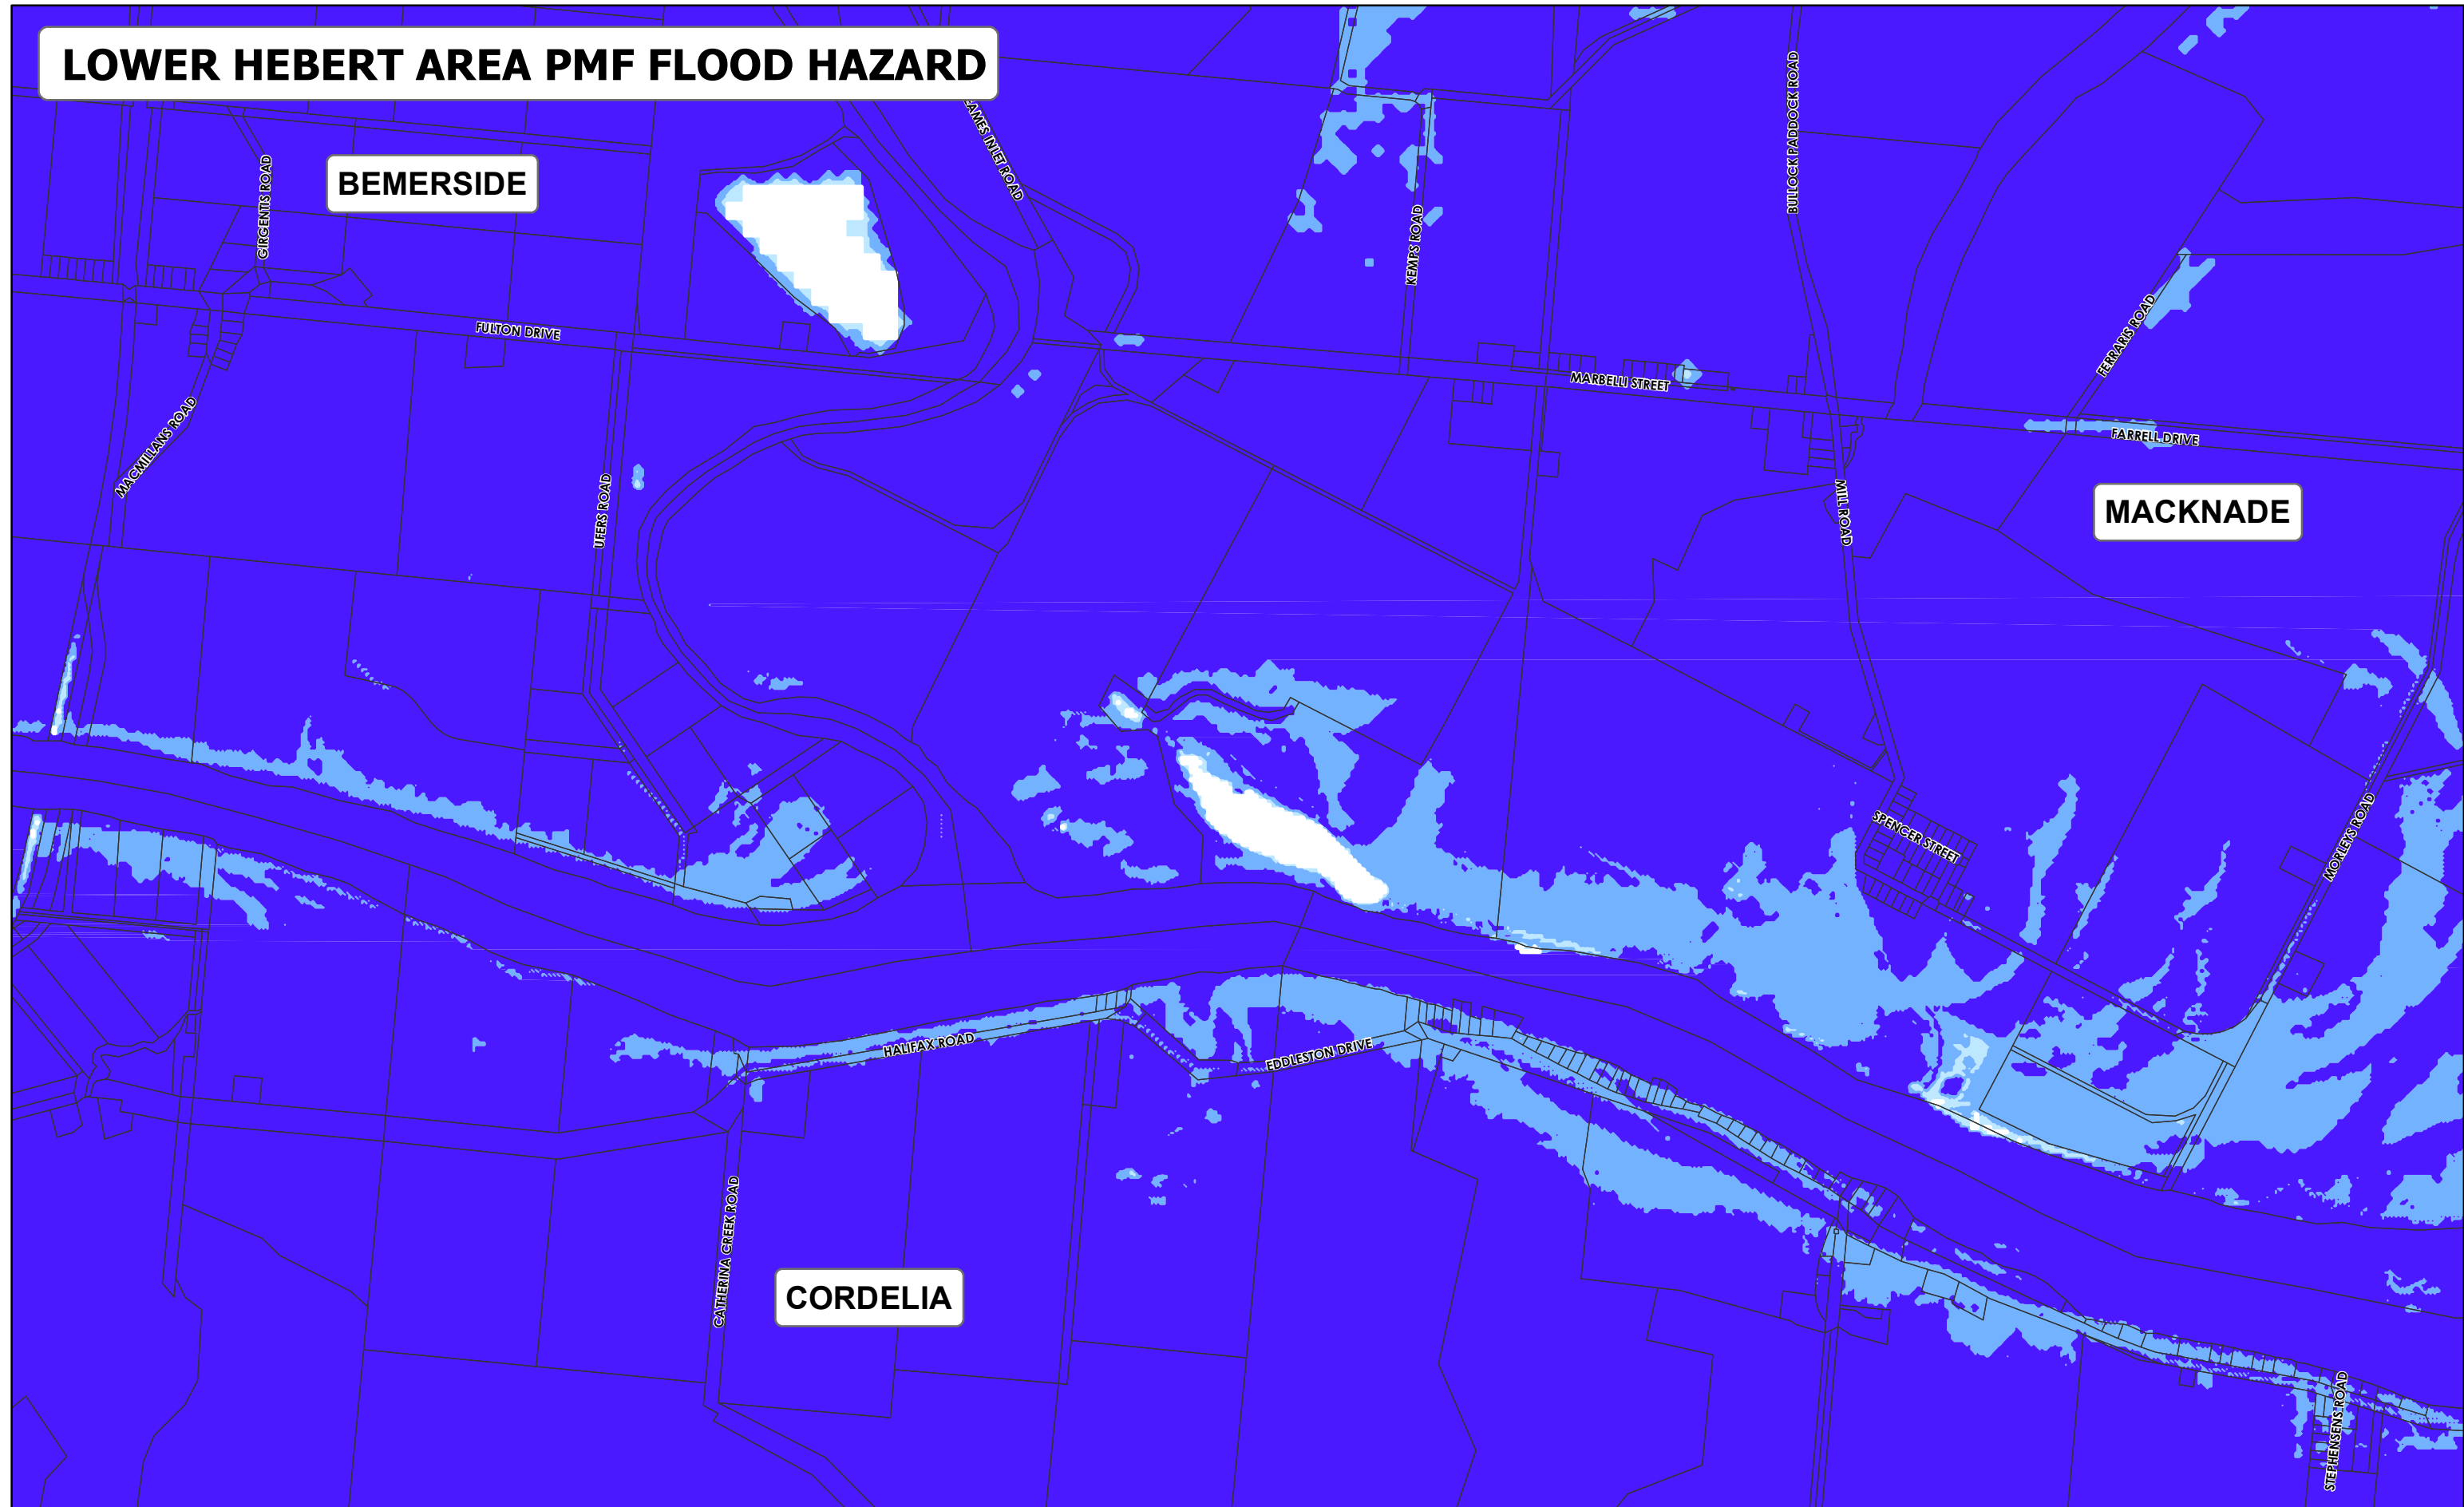 LOWER HEBERT AREA PMF FLOOD HAZARD
BULLOCK PADDOCK ROAD
INLET ROAD
BEMERSIDE
GIRGENTIS ROAD
KEMPS ROAD
FULTON DRIVE
FERRARIS ROAD
MARBELLI STREET
MACMILLANS ROAD
FARRELL DRIVE
UFERS ROAD
MILL ROAD
MACKNADE
SPENCER STREET
MORLEYS ROAD
HALIFAX ROAD
EDDLESTON DRIVE
CATHERINA CREEK ROAD
CORDELIA
STEPHENSENS ROAD